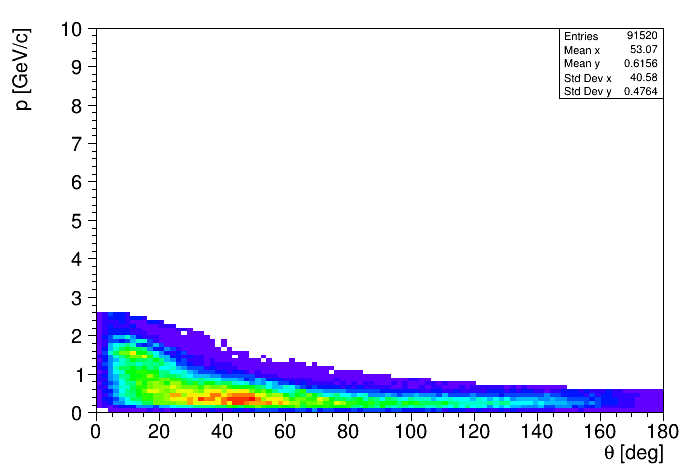 p [GeV/c]
10
9
8
7
6
5
4
3
2
1
0
Entries 91520
Mean x 53.07
Mean y 0.6156
Std Dev x 40.58
Std Dev y 0.4764
0 20 40 60 80 100 120 140 160 180
θ [deg]